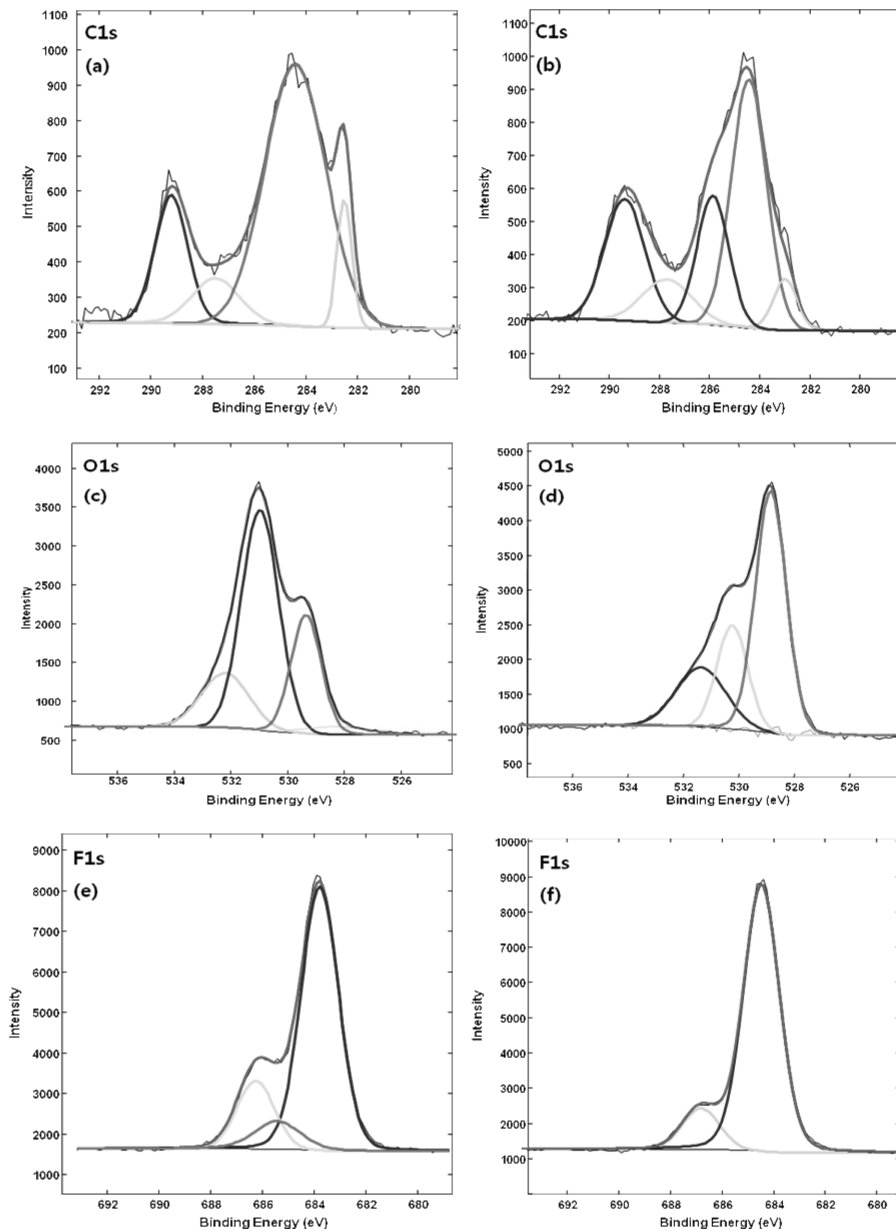 C1s
(a)
1100
1000
900
800
700
600
500
400
300
200
100
Intensity
292 290 288 286 284 282 280
Binding Energy (eV)
C1s
(b)
1100
1000
900
800
700
600
500
400
300
200
100
Intensity
292 290 288 286 284 282 280
Binding Energy (eV)
O1s
(c)
4000
3500
3000
2500
2000
1500
1000
500
Intensity
536 534 532 530 528 526
Binding Energy (eV)
O1s
(d)
5000
4500
4000
3500
3000
2500
2000
1500
1000
500
Intensity
536 534 532 530 528 526
Binding Energy (eV)
F1s
(e)
9000
8000
7000
6000
5000
4000
3000
2000
1000
Intensity
692 690 688 686 684 682 680
Binding Energy (eV)
F1s
(f)
10000
9000
8000
7000
6000
5000
4000
3000
2000
1000
Intensity
692 690 688 686 684 682 680
Binding Energy (eV)